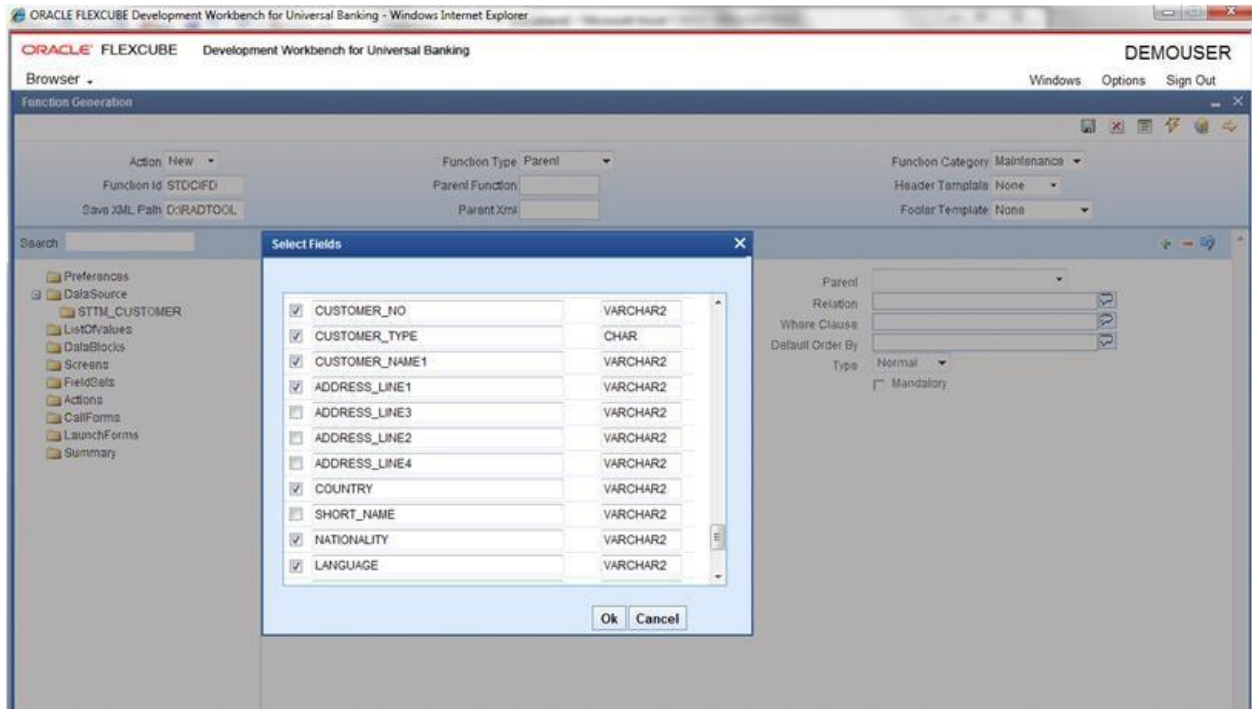 ORACLE FLEXCUBE Development Workbench for Universal Banking - Windows Internet Explorer
ORACLE FLEXCUBE Development Workbench for Universal Banking
DEMOUSER
Browser
Windows Options Sign Out
Function Generation
Action New Function Type Parent Function Category Maintenance
Function Id STDCIFD Parent Function Header Template None
Save XML Path D:\RADTOOL Parent Xml Footer Template None
Search
Preferences
DataSource
STTM_CUSTOMER
ListOfValues
DataBlocks
Screens
FieldSets
Actions
CallForms
LaunchForms
Summary
Select Fields
CUSTOMER_NO VARCHAR2
CUSTOMER_TYPE CHAR
CUSTOMER_NAME1 VARCHAR2
ADDRESS_LINE1 VARCHAR2
ADDRESS_LINE3 VARCHAR2
ADDRESS_LINE2 VARCHAR2
ADDRESS_LINE4 VARCHAR2
COUNTRY VARCHAR2
SHORT_NAME VARCHAR2
NATIONALITY VARCHAR2
LANGUAGE VARCHAR2
Ok Cancel
Parent
Relation
Where Clause
Default Order By
Type Normal
Mandatory